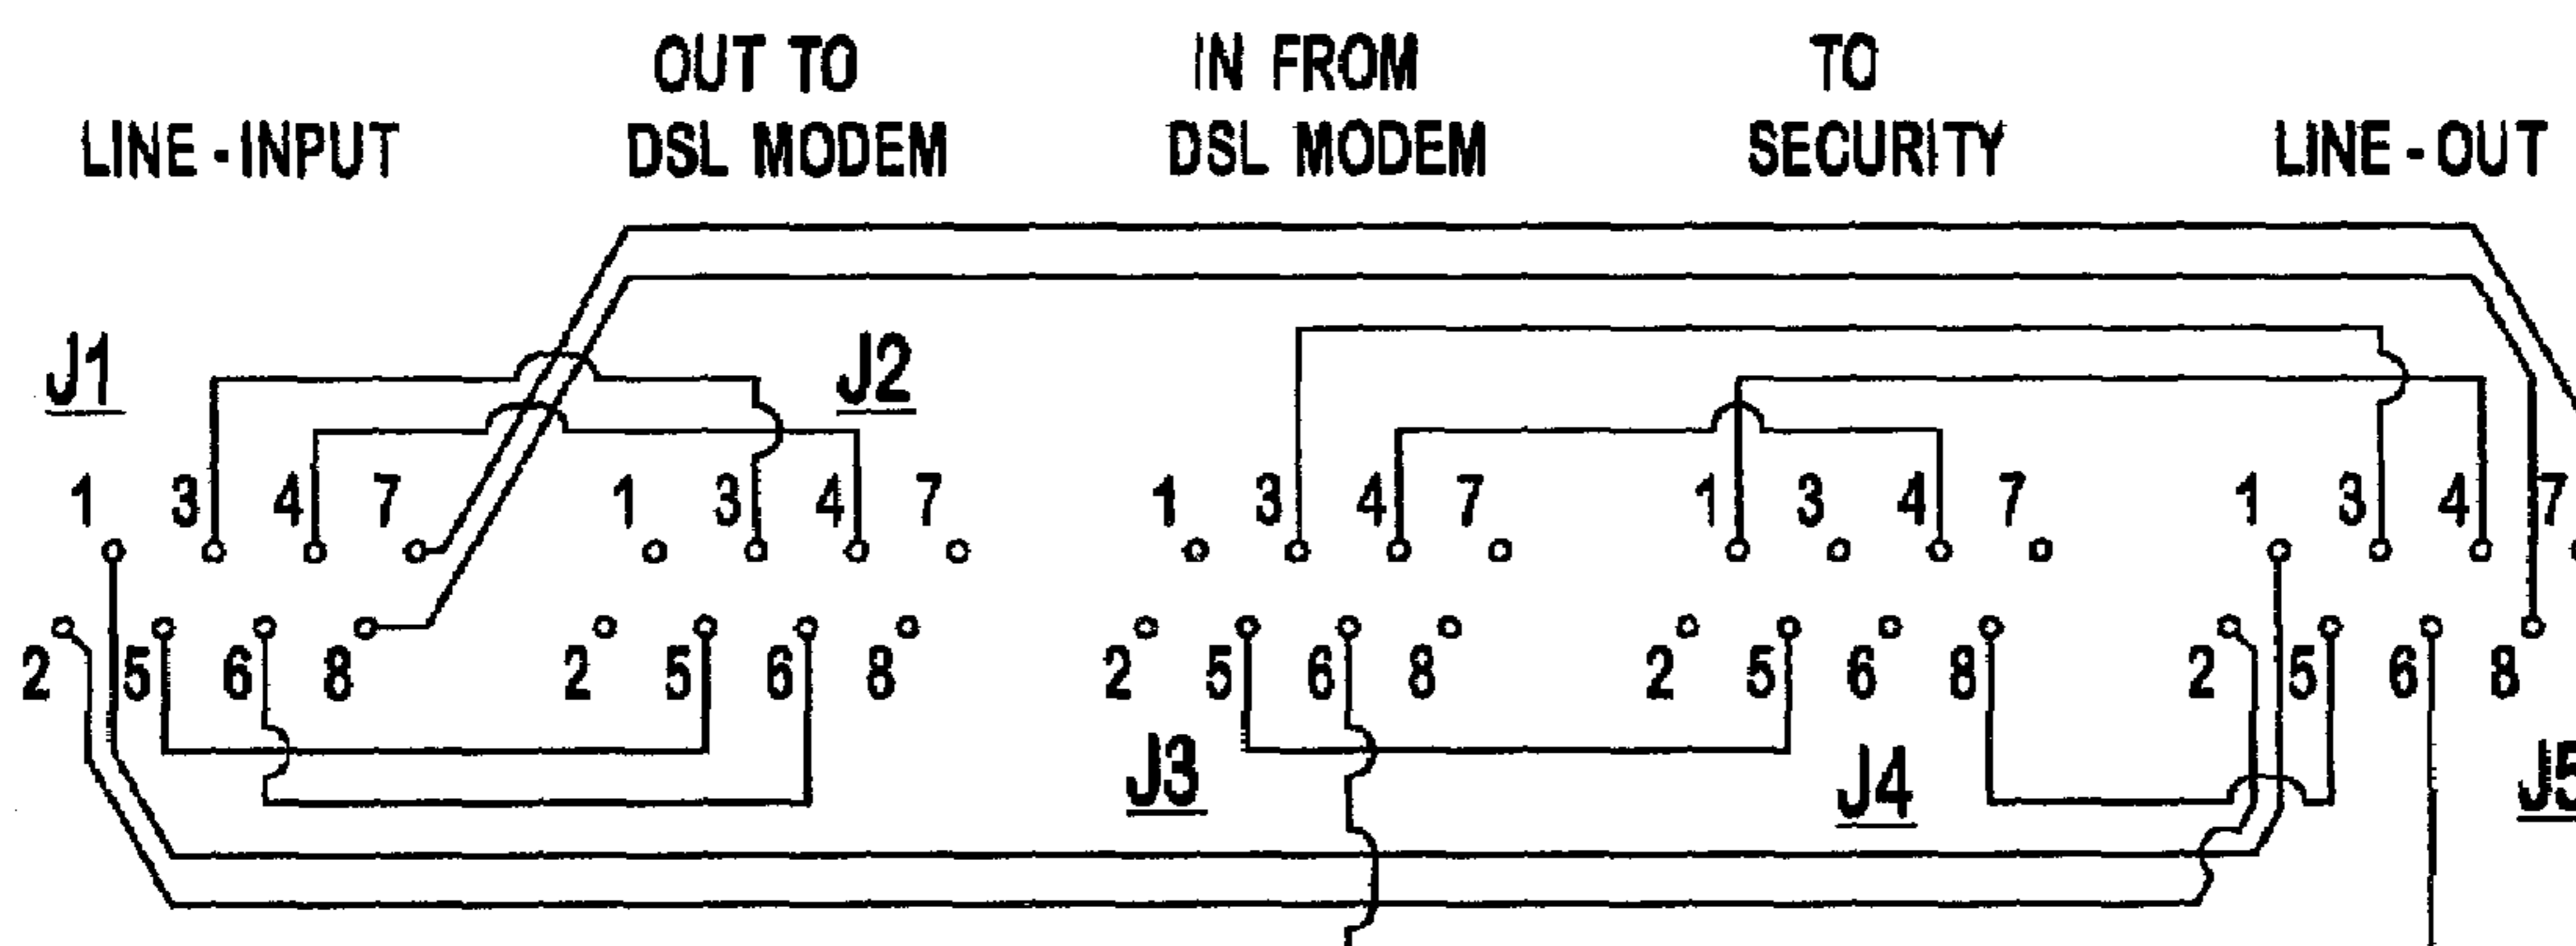 OUT TO IN FROM TO
LINE-INPUT DSL MODEM DSL MODEM SECURITY LINE-OUT
J1 J2
1 3 4 7 1 3 4 7 1 3 4 7 1 3 4 7 1 3 4 7
2 5 6 8 2 5 6 8 2 5 6 8 2 5 6 8 2 5 6 8
J3 J4 J5